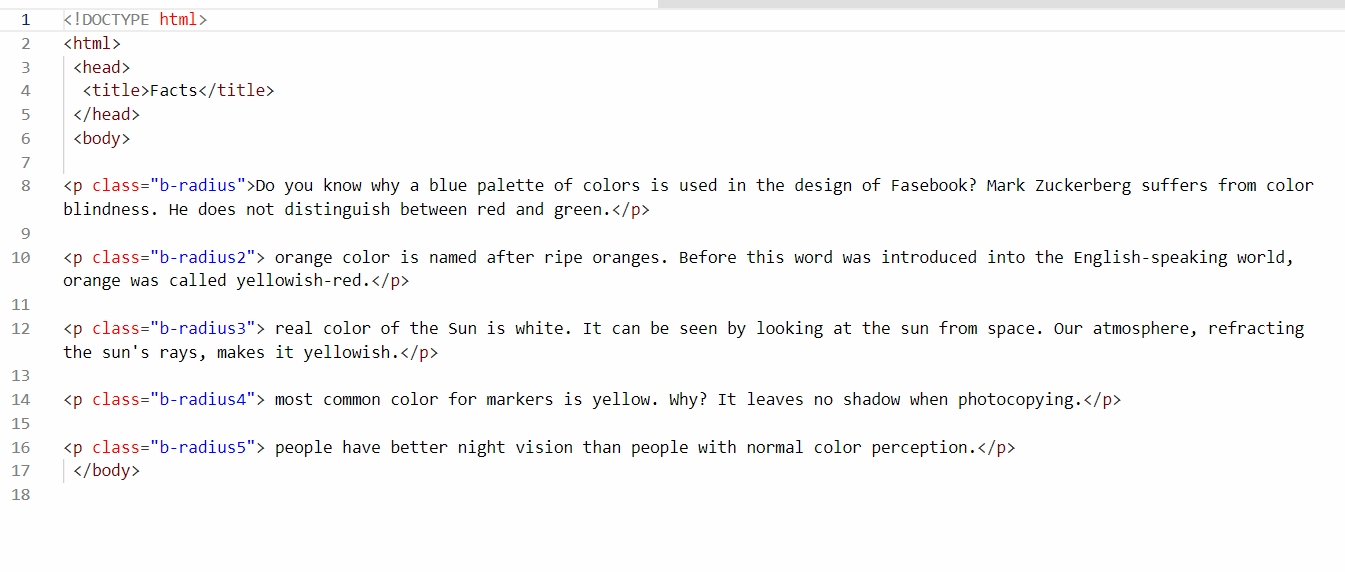 1 <!DOCTYPE html>
2 <html>
3 <head>
4 <title>Facts</title>
5 </head>
6 <body>
7
8 <p class="b-radius">Do you know why a blue palette of colors is used in the design of Fasebook? Mark Zuckerberg suffers from color
blindness. He does not distinguish between red and green.</p>
9
10 <p class="b-radius2"> orange color is named after ripe oranges. Before this word was introduced into the English-speaking world,
orange was called yellowish-red.</p>
11
12 <p class="b-radius3"> real color of the Sun is white. It can be seen by looking at the sun from space. Our atmosphere, refracting
the sun's rays, makes it yellowish.</p>
13
14 <p class="b-radius4"> most common color for markers is yellow. Why? It leaves no shadow when photocopying.</p>
15
16 <p class="b-radius5"> people have better night vision than people with normal color perception.</p>
17 </body>
18